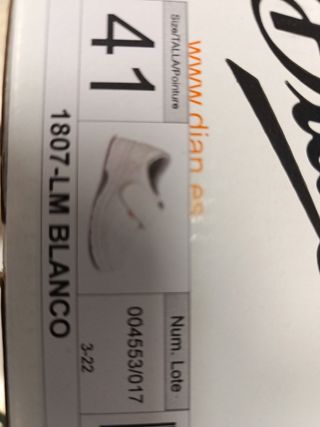 Size/TALLA/Pointure
41
www.dian.es
1807-LM BLANCO
Num. Lote
004553/017
3-22